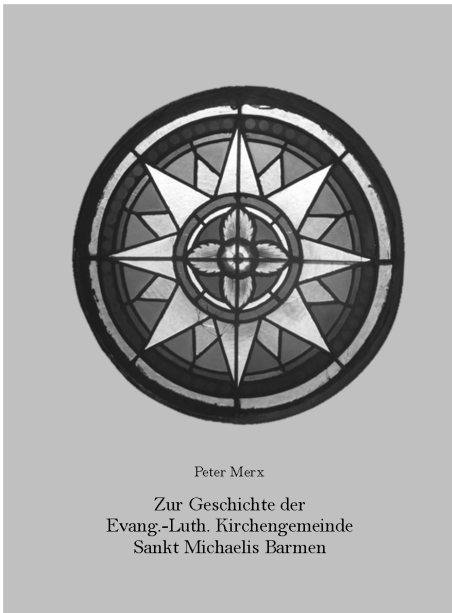 Peter Merx
Zur Geschichte der
Evang.-Luth. Kirchengemeinde
Sankt Michaelis Barmen